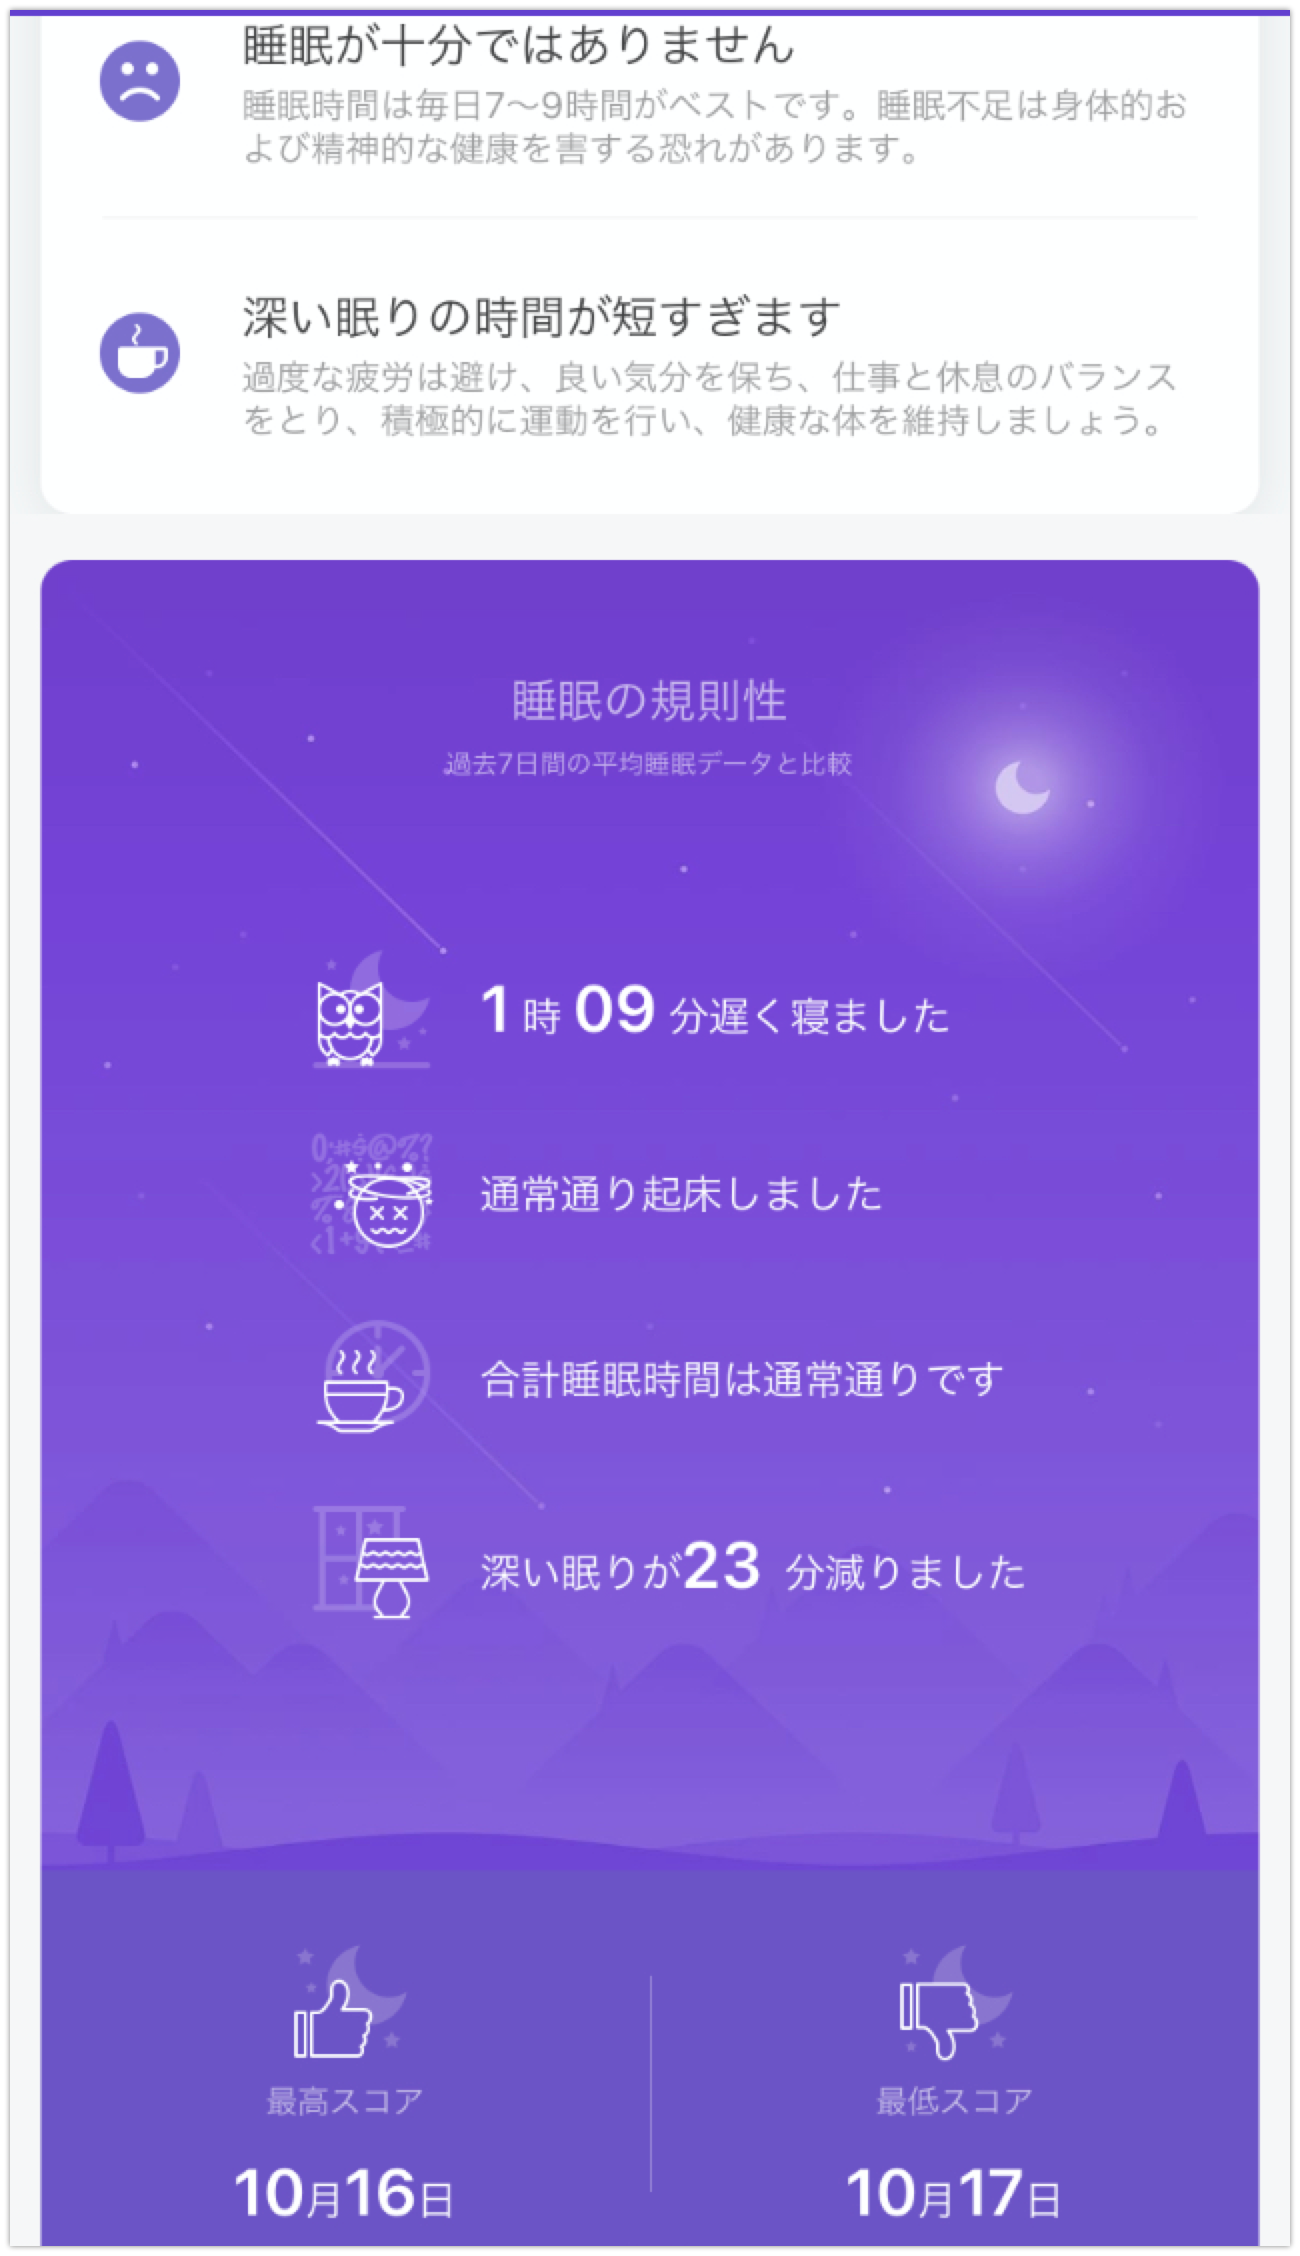 睡眠が十分ではありません
睡眠時間は毎日7〜9時間がベストです。睡眠不足は身体的お
よび精神的な健康を害する恐れがあります。
深い眠りの時間が短すぎます
過度な疲労は避け、良い気分を保ち、仕事と休息のバランス
をとり、積極的に運動を行い、健康な体を維持しましょう。
睡眠の規則性
過去7日間の平均睡眠データと比較
1 時 09 分遅く寝ました
通常通り起床しました
合計睡眠時間は通常通りです
深い眠りが23 分減りました
最高スコア
最低スコア
10月16日
10月17日